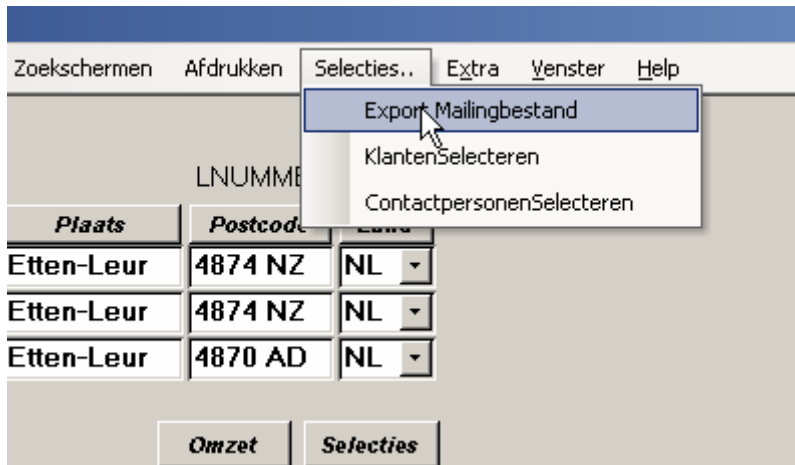 Zoekschermen Afdrukken Selecties.. Extra Venster Help
Export Mailingbestand
KlantenSelecteren
ContactpersonenSelecteren
Plaats Postcode
Etten-Leur 4874 NZ NL
Etten-Leur 4874 NZ NL
Etten-Leur 4870 AD NL
Omzet Selecties